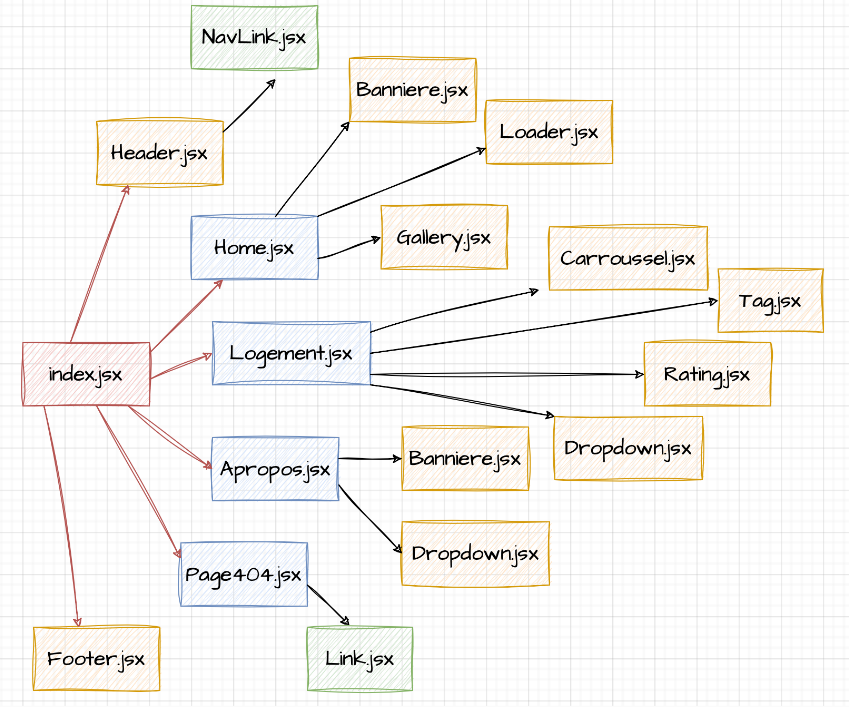 NavLink.jsx
Banniere.jsx
Loader.jsx
Header.jsx
Home.jsx
Gallery.jsx
Carroussel.jsx
Tag.jsx
Logement.jsx
index.jsx
Rating.jsx
Dropdown.jsx
Apropos.jsx
Banniere.jsx
Dropdown.jsx
Page404.jsx
Footer.jsx
Link.jsx